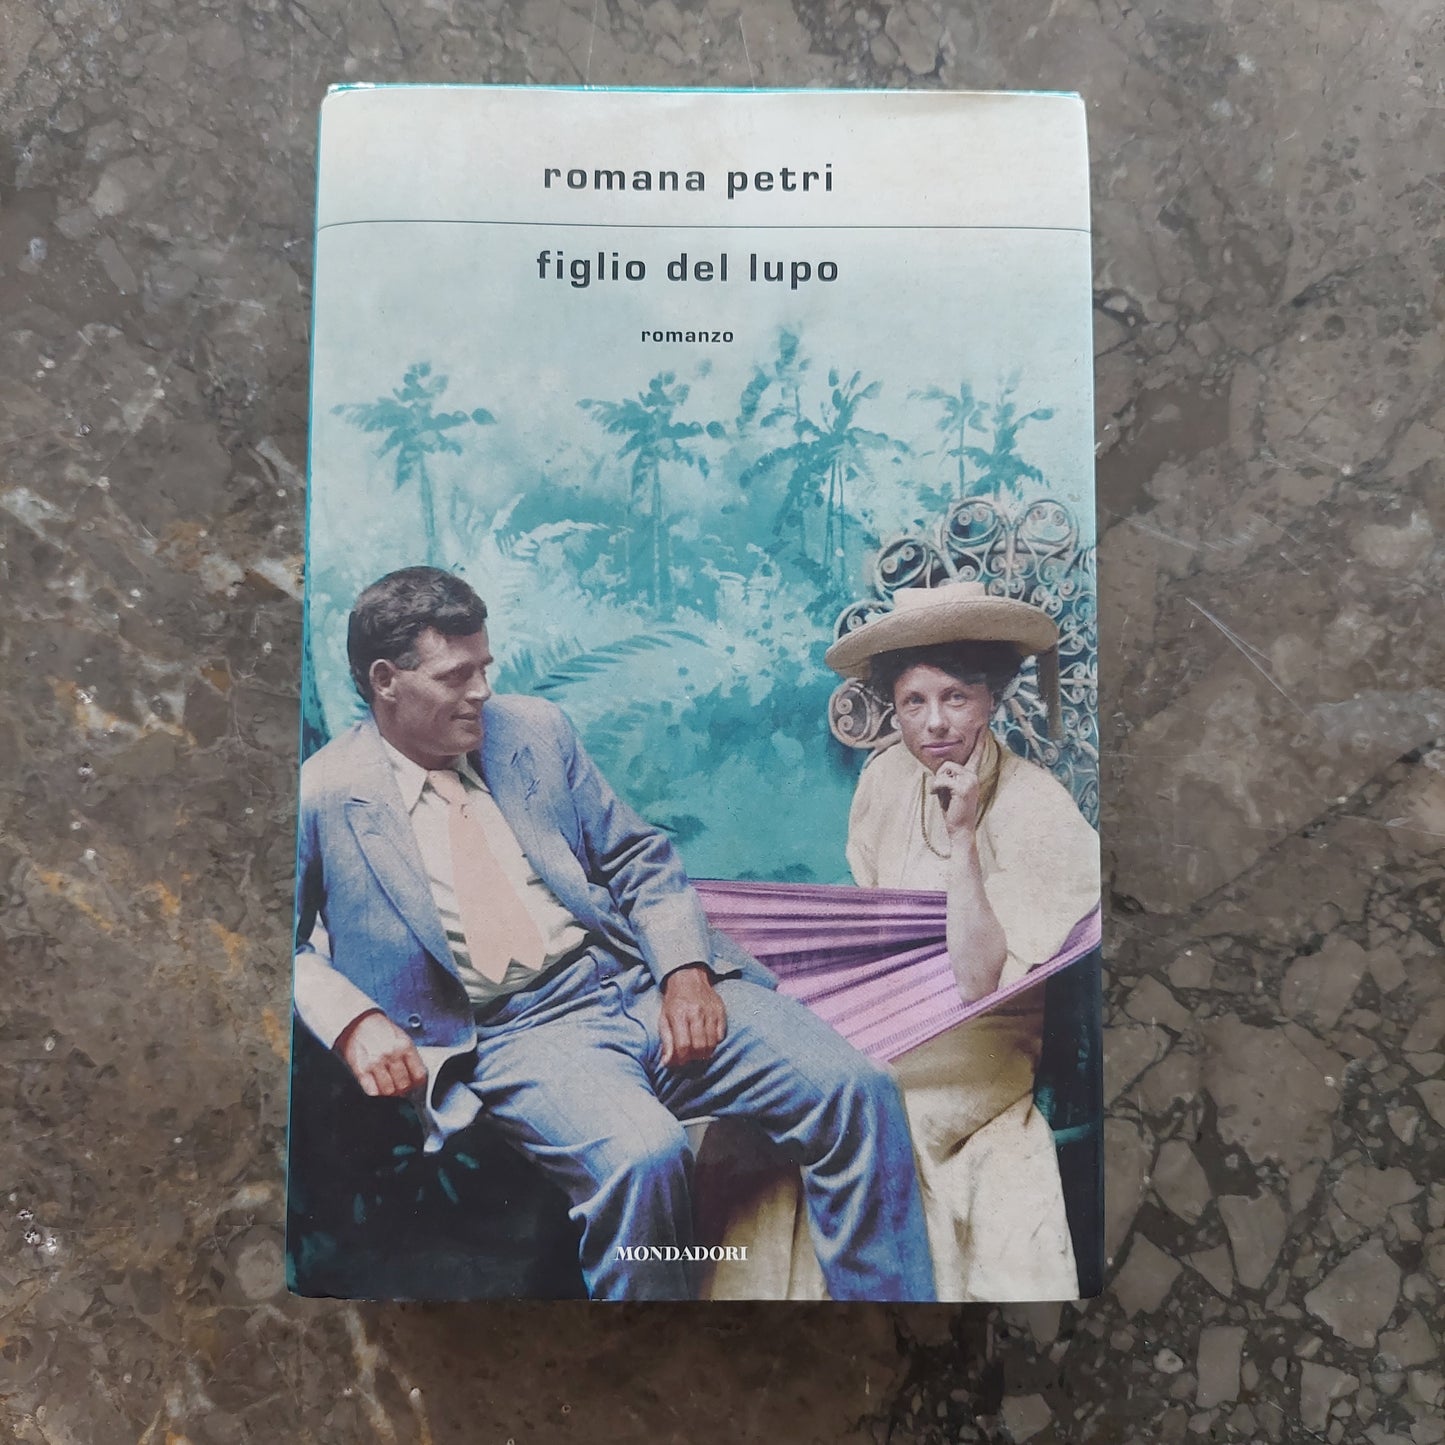 romana petri
figlio del lupo
romanzo
MONDADORI